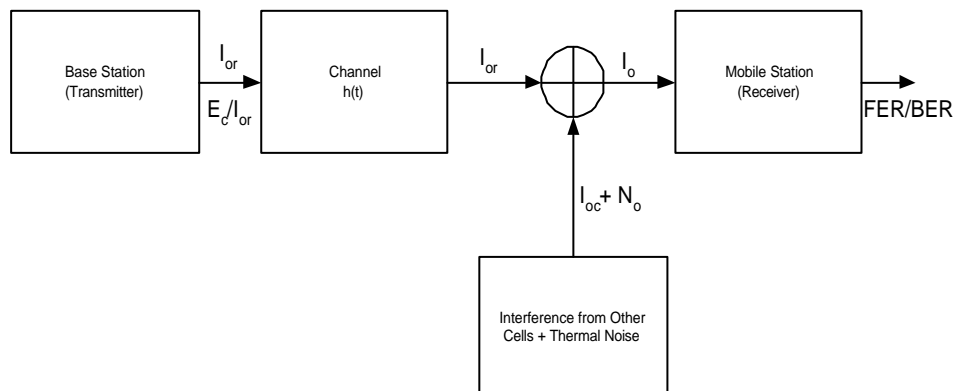 Base Station
(Transmitter)
I_or
E_c/I_or
Channel
h(t)
I_or
I_o
Mobile Station
(Receiver)
FER/BER
I_oc + N_o
Interference from Other
Cells + Thermal Noise